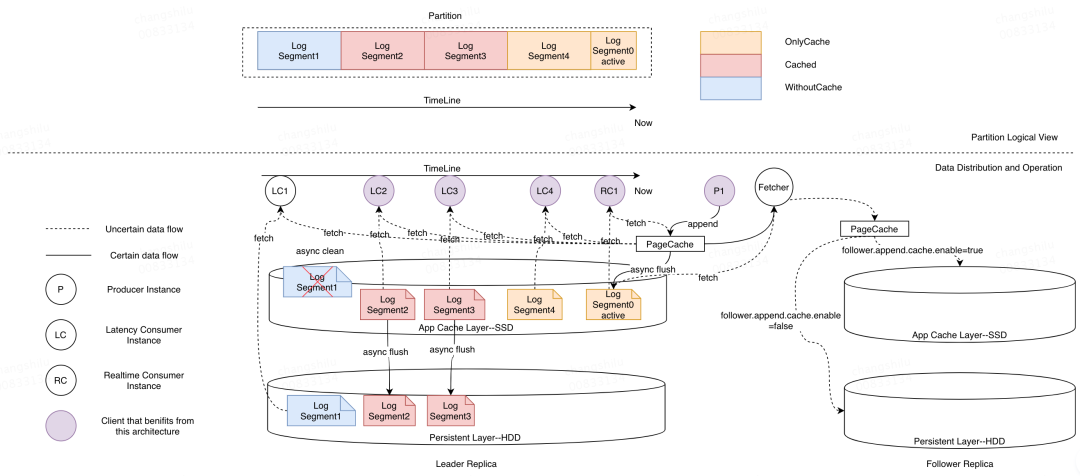 Partition
Log
Segment1
Log
Segment2
Log
Segment3
Log
Segment4
Log
Segment0
active
OnlyCache
Cached
WithoutCache
TimeLine
Now
Partition Logical View
Data Distribution and Operation
TimeLine
Now
LC1
LC2
LC3
LC4
RC1
P1
Fetcher
append
PageCache
PageCache
fetch
fetch
fetch
fetch
fetch
fetch
fetch
fetch
fetch
fetch
async clean
async flush
follower.append.cache.enable=true
follower.append.cache.enable
=false
Log
Segment1
Log
Segment2
Log
Segment3
Log
Segment4
Log
Segment0
active
App Cache Layer--SSD
App Cache Layer--SSD
async flush
async flush
Log
Segment1
Log
Segment2
Log
Segment3
Persistent Layer--HDD
Persistent Layer--HDD
Leader Replica
Follower Replica
Uncertain data flow
Certain data flow
P
Producer Instance
LC
Latency Consumer
Instance
RC
Realtime Consumer
Instance
Client that benifits from
this architecture